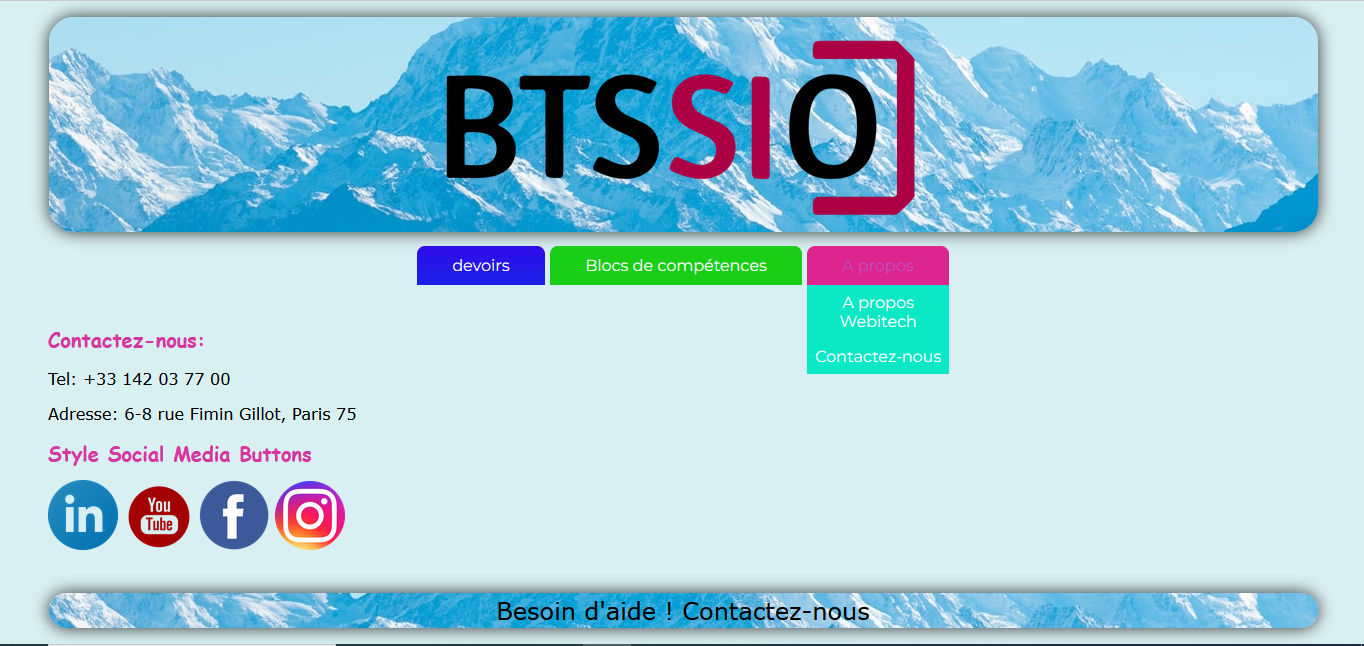 BTSSIO
devoirs
Blocs de compétences
A propos
A propos
Webitech
Contactez-nous
Contactez-nous:
Tel: +33 142 03 77 00
Adresse: 6-8 rue Fimin Gillot, Paris 75
Style Social Media Buttons
in
You
Tube
f
Besoin d'aide ! Contactez-nous